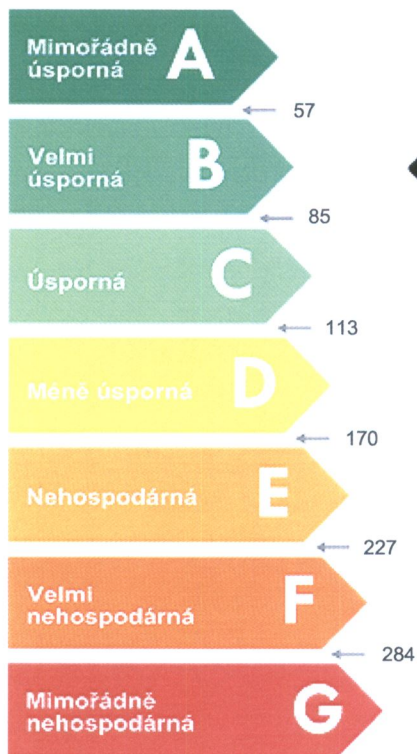 Mimořádně
úsporná
A
57
Velmi
úsporná
B
85
Úsporná
C
113
Méně úsporná
D
170
Nehospodárná
E
227
Velmi
nehospodárná
F
284
Mimořádně
nehospodárná
G